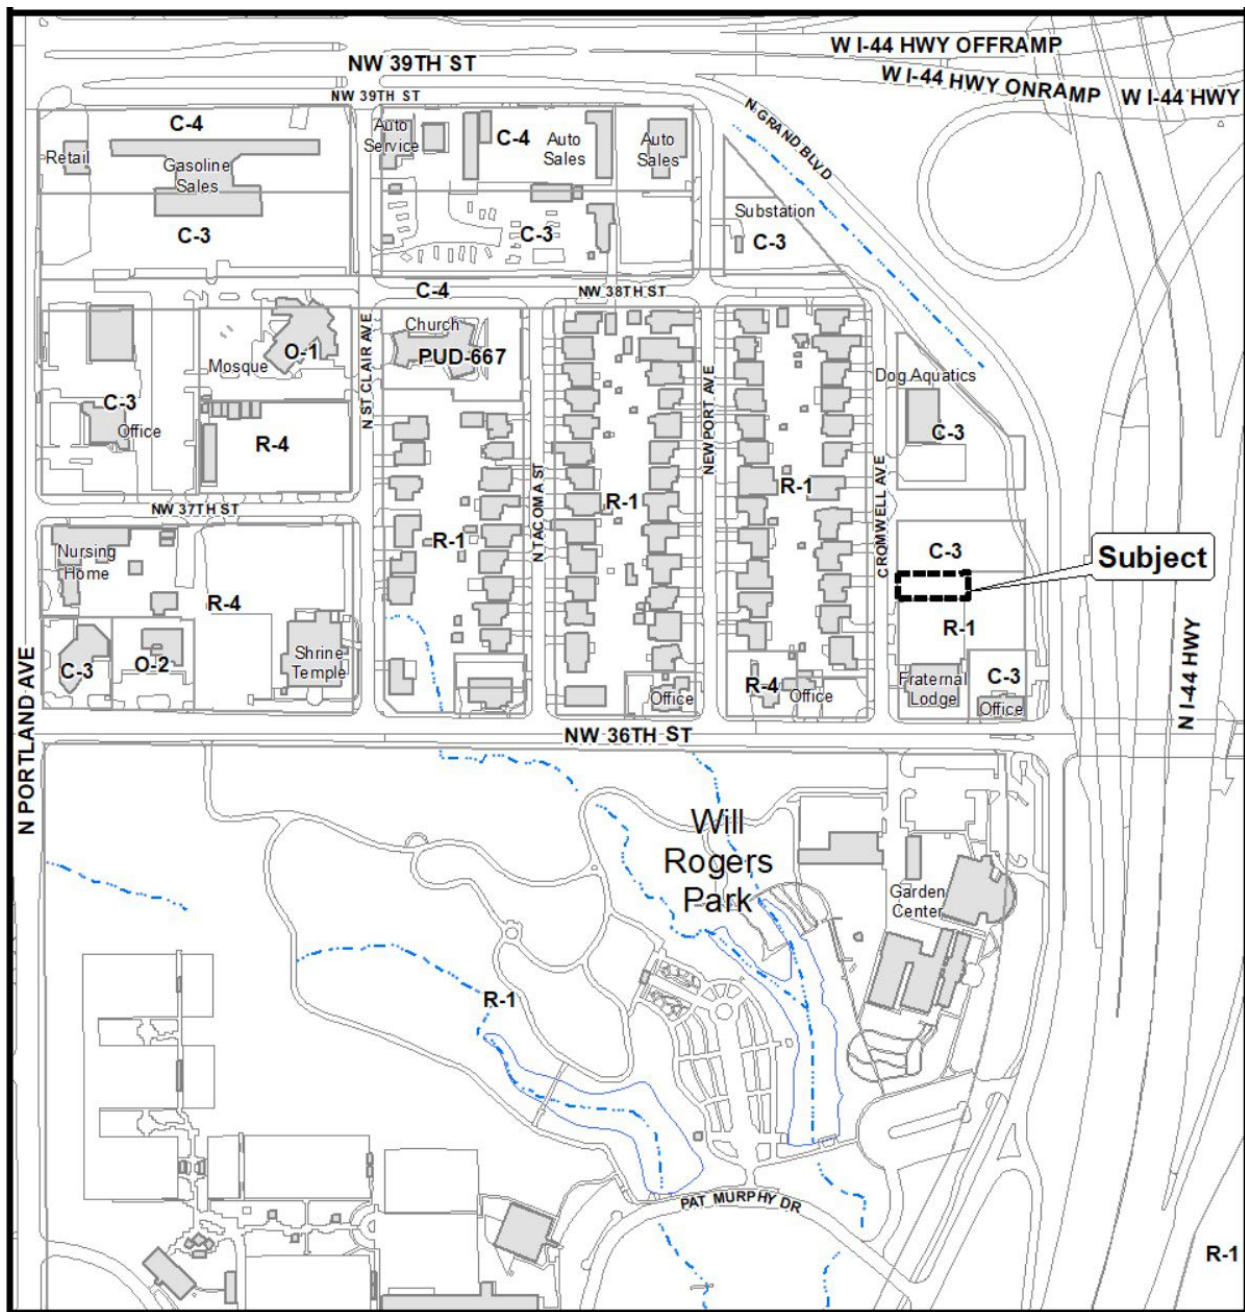 W I-44 HWY OFFRAMP
NW 39TH ST
W I-44 HWY ONRAMP
W I-44 HWY
NW 39TH ST
N GRAND BLVD
C-4
Auto
Service
C-4
Auto
Sales
Auto
Sales
Retail
Gasoline
Sales
Substation
C-3
C-3
C-3
C-4
NW 38TH ST
Church
PUD-667
O-1
Mosque
N ST CLAIR AVE
Dog Aquatics
C-3
C-3
Office
R-4
NEWPORT AVE
N TACOMA ST
R-1
R-1
CROMWELL AVE
NW 37TH ST
R-1
Nursing
Home
C-3
Subject
R-4
R-1
Shrine
Temple
C-3
O-2
R-4
Office
Office
Fraternal
Lodge
C-3
Office
N I-44 HWY
N PORTLAND AVE
NW 36TH ST
Will
Rogers
Park
Garden
Center
R-1
PAT MURPHY DR
R-1